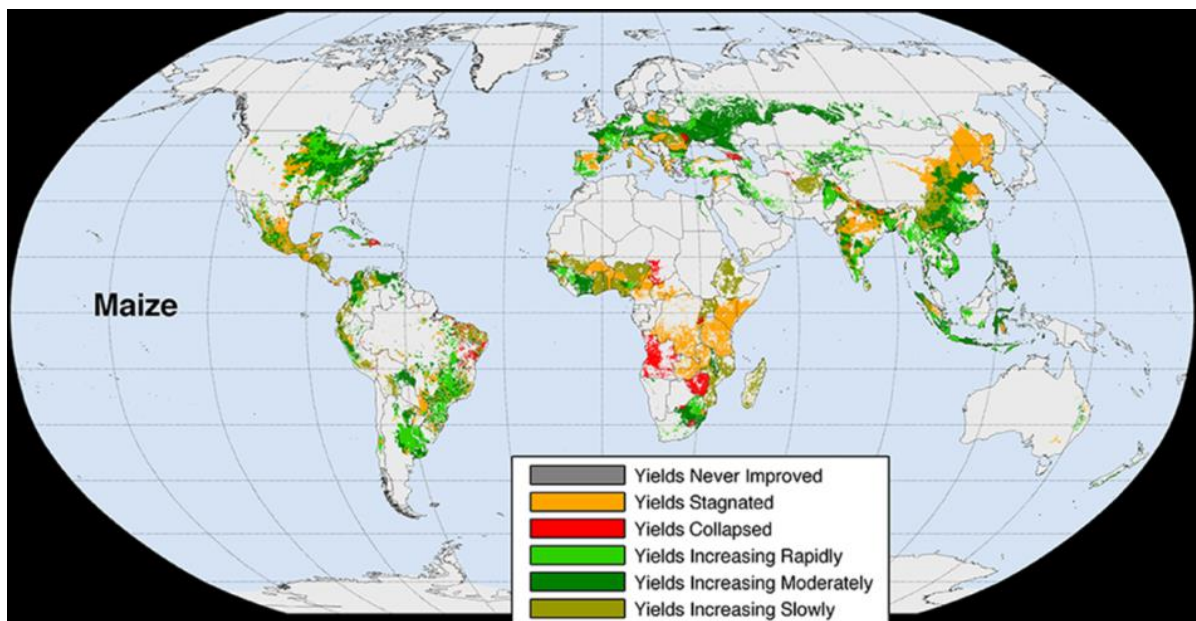 Maize
Yields Never Improved
Yields Stagnated
Yields Collapsed
Yields Increasing Rapidly
Yields Increasing Moderately
Yields Increasing Slowly